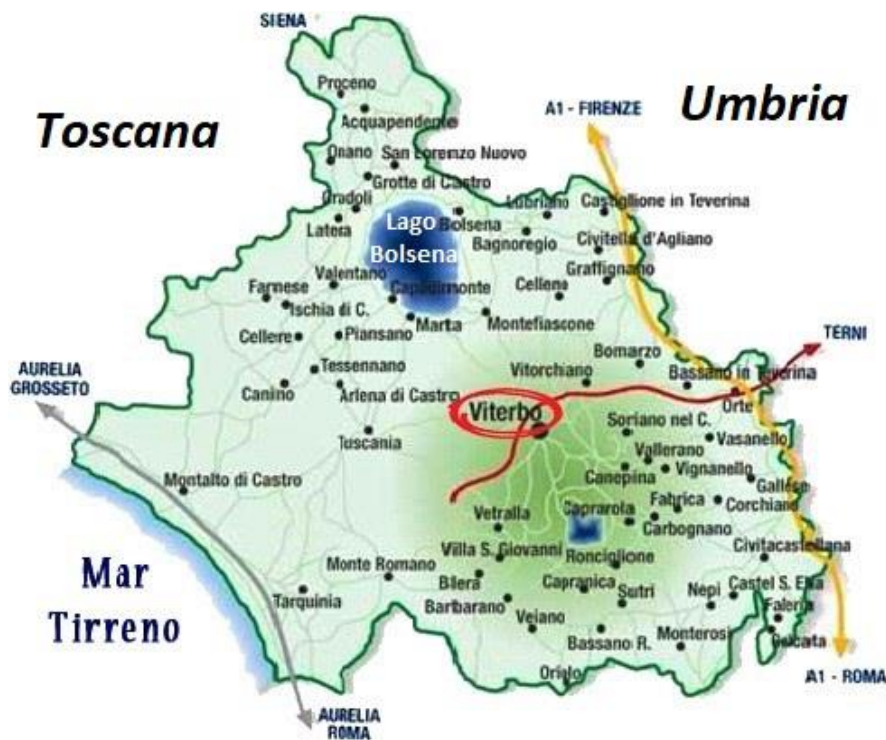 SIENA
Proceno
A1 - FIRENZE
Umbria
Toscana
Acquapendente
Onano
San Lorenzo Nuovo
Grotte di Castro
Gradoli
Latera
Lago
Bolsena
Bolsena
Lubriano
Castiglione in Teverina
Bagnoregio
Civitella d'Agliano
Graffignano
Valentano
Capodimonte
Cellena
Farnese
Ischia di C.
Marta
Montefiascone
Cellere
Piansano
TERNI
Bomarzo
AURELIA
GROSSETO
Tessennano
Vitorchiano
Bassano in Teverina
Canino
Arlena di Castro
Viterbo
Orte
Soriano nel C.
Tuscania
Vasanello
Vallerano
Canepina
Vignanello
Montalto di Castro
Gallese
Caprarola
Fabrica
Corchiano
Vetralla
Carbognano
Mar
Tirreno
Villa S. Giovanni
Ronciglione
Civitacastellana
Monte Romano
Blera
Capranica
Tarquinia
Barbarano
Sutri
Nepi
Castel S. Elia
Faleria
Veiano
Bassano R.
Monterosi
Calcata
Oriolo
A1 - ROMA
AURELIA
ROMA